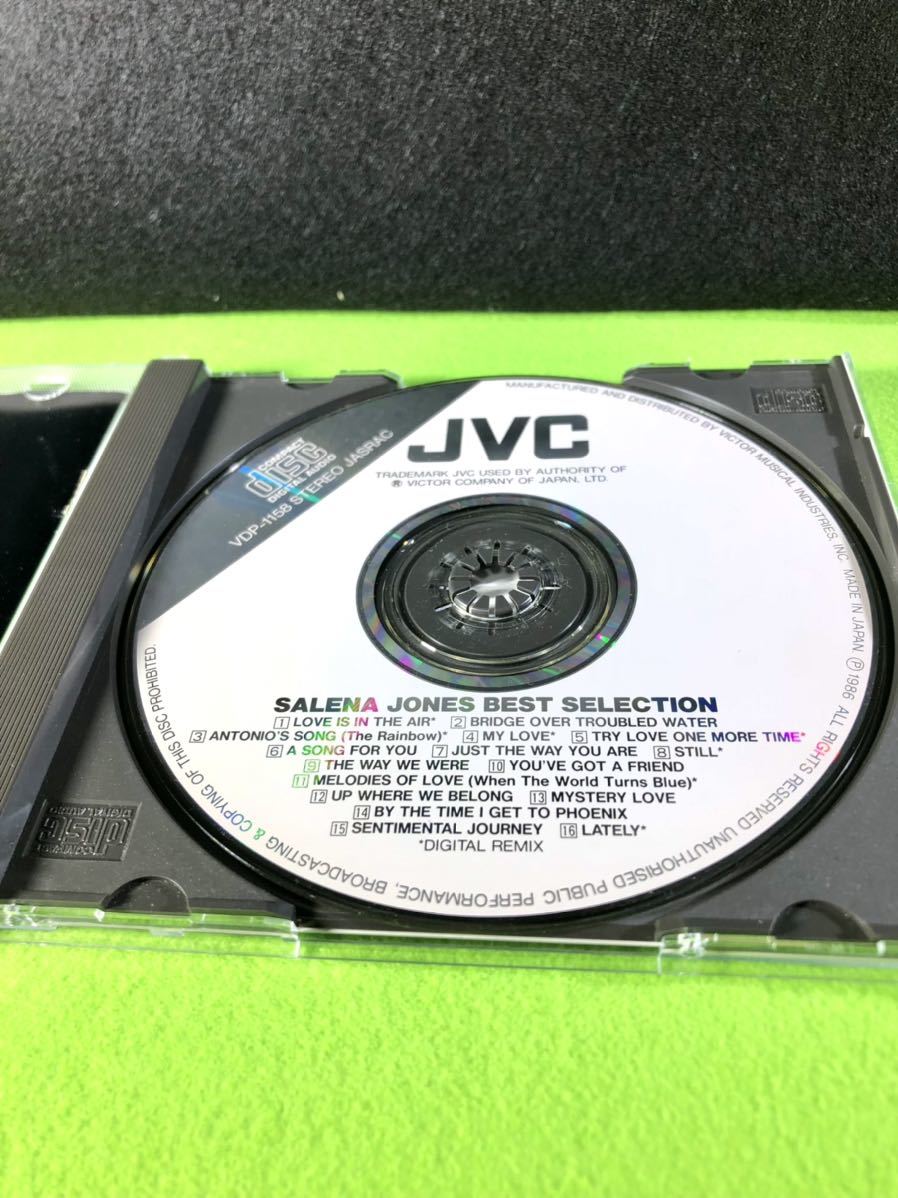 JVC
TRADEMARK JVC USED BY AUTHORITY OF
® VICTOR COMPANY OF JAPAN, LTD.
COMPACT
disc
DIGITAL AUDIO
VDP-1158 STEREO JASRAC
SALENA JONES BEST SELECTION
1 LOVE IS IN THE AIR* 2 BRIDGE OVER TROUBLED WATER
3 ANTONIO'S SONG (The Rainbow)* 4 MY LOVE* 5 TRY LOVE ONE MORE TIME*
6 A SONG FOR YOU 7 JUST THE WAY YOU ARE 8 STILL*
9 THE WAY WE WERE 10 YOU'VE GOT A FRIEND
11 MELODIES OF LOVE (When The World Turns Blue)*
12 UP WHERE WE BELONG 13 MYSTERY LOVE
14 BY THE TIME I GET TO PHOENIX
15 SENTIMENTAL JOURNEY 16 LATELY*
*DIGITAL REMIX
MANUFACTURED AND DISTRIBUTED BY VICTOR MUSICAL INDUSTRIES, INC. MADE IN JAPAN. ℗ 1986 ALL RIGHTS RESERVED UNAUTHORISED PUBLIC PERFORMANCE, BROADCASTING & COPYING OF THIS DISC PROHIBITED.
COMPACT
disc
DIGITAL AUDIO
disc